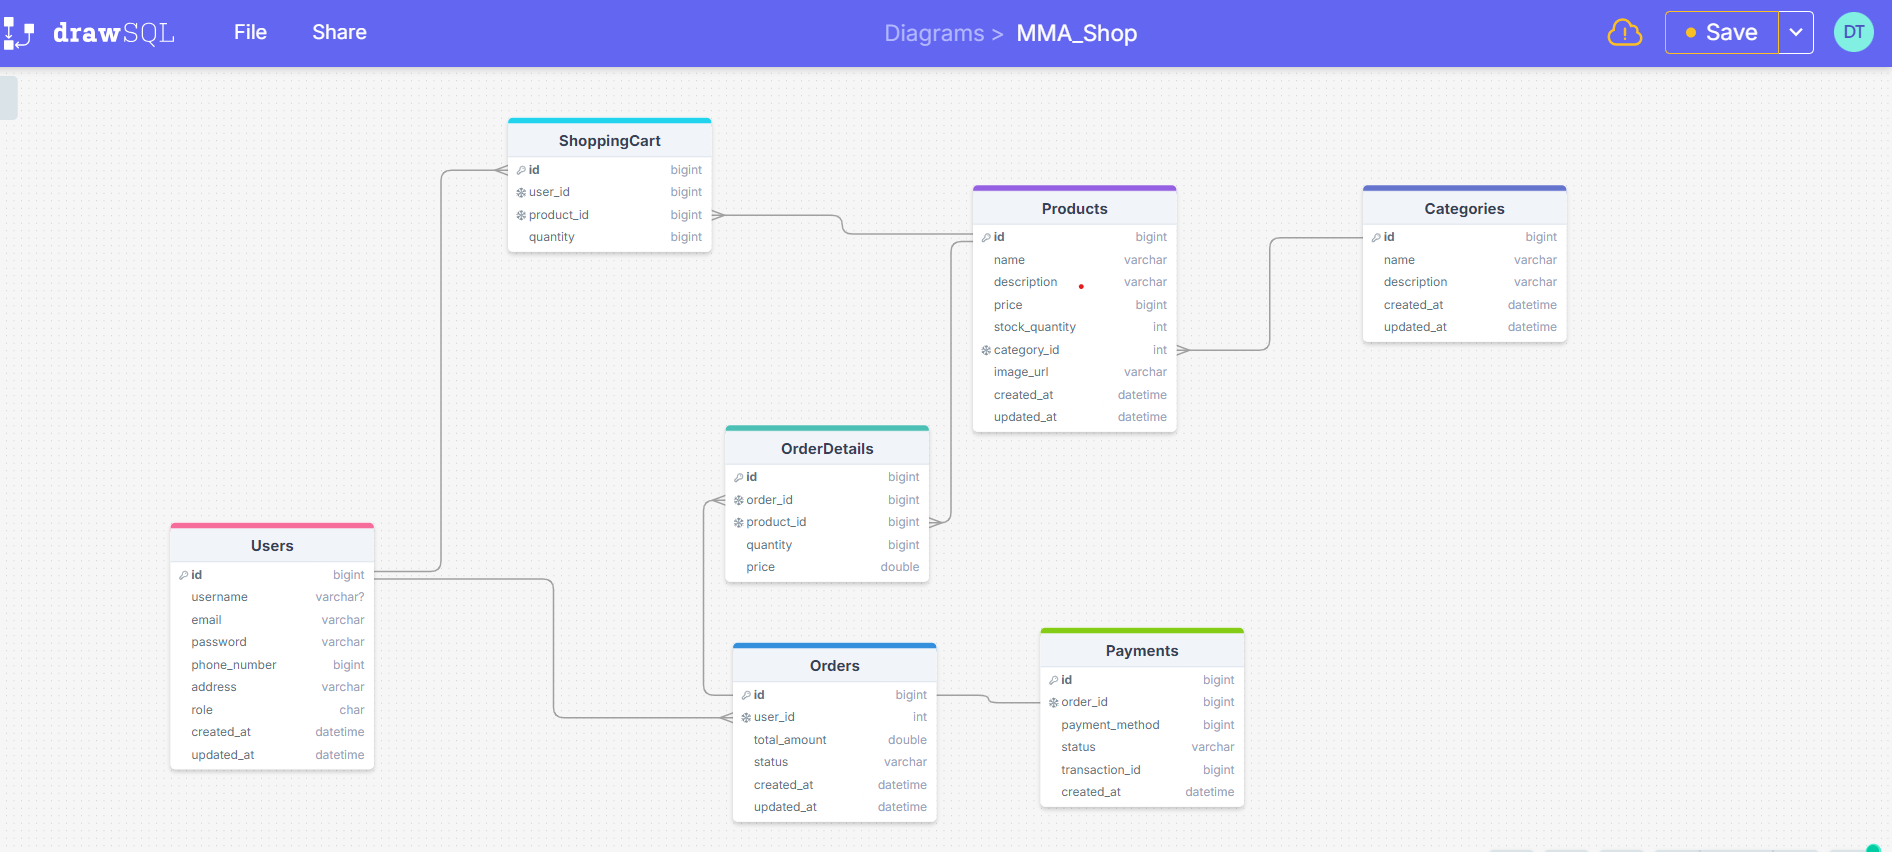 drawSQL File Share Diagrams > MMA_Shop Save DT
ShoppingCart
id bigint
user_id bigint
product_id bigint
quantity bigint
Products
id bigint
name varchar
description varchar
price bigint
stock_quantity int
category_id int
image_url varchar
created_at datetime
updated_at datetime
Categories
id bigint
name varchar
description varchar
created_at datetime
updated_at datetime
OrderDetails
id bigint
order_id bigint
product_id bigint
quantity bigint
price double
Users
id bigint
username varchar?
email varchar
password varchar
phone_number bigint
address varchar
role char
created_at datetime
updated_at datetime
Orders
id bigint
user_id int
total_amount double
status varchar
created_at datetime
updated_at datetime
Payments
id bigint
order_id bigint
payment_method bigint
status varchar
transaction_id bigint
created_at datetime